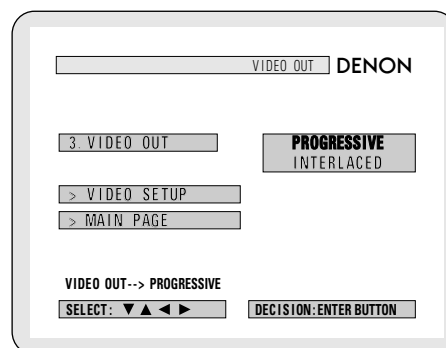 VIDEO OUT DENON
3. VIDEO OUT
PROGRESSIVE
INTERLACED
> VIDEO SETUP
> MAIN PAGE
VIDEO OUT--> PROGRESSIVE
SELECT: ▼ ▲ ◄ ► DECISION: ENTER BUTTON